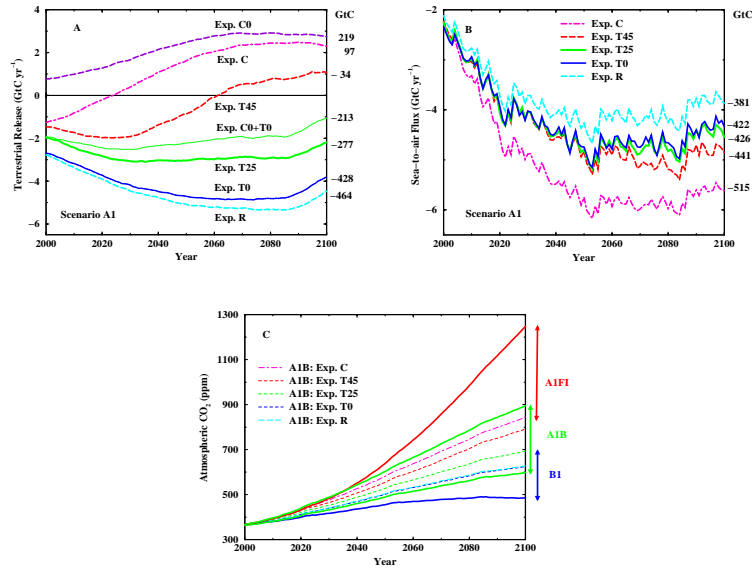 GtC
A
Exp. C0
219
Exp. C
97
−34
Exp. T45
−213
Exp. C0+T0
−277
Exp. T25
Exp. T0
−428
−464
Exp. R
Scenario A1
4
2
0
−2
−4
−6
Terrestrial Release (GtC yr⁻¹)
2000
2020
2040
2060
2080
2100
Year
GtC
B
Exp. C
Exp. T45
Exp. T25
Exp. T0
Exp. R
−381
−422
−426
−441
−515
Scenario A1
−2
−4
−6
Sea−to−air Flux (GtC yr⁻¹)
2000
2020
2040
2060
2080
2100
Year
C
A1B: Exp. C
A1B: Exp. T45
A1B: Exp. T25
A1B: Exp. T0
A1B: Exp. R
A1FI
A1B
B1
1300
1100
900
700
500
300
Atmospheric CO₂ (ppm)
2000
2020
2040
2060
2080
2100
Year